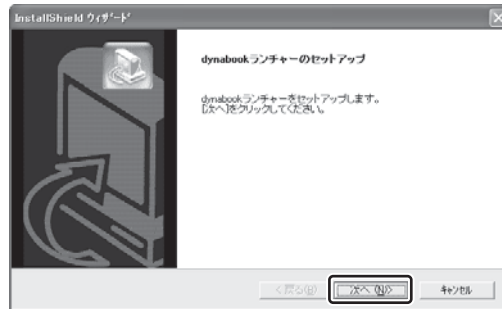 InstallShield ウィザード
dynabookランチャーのセットアップ
dynabookランチャーをセットアップします。
[次へ]をクリックしてください。
< 戻る(B)
次へ(N)>
キャンセル